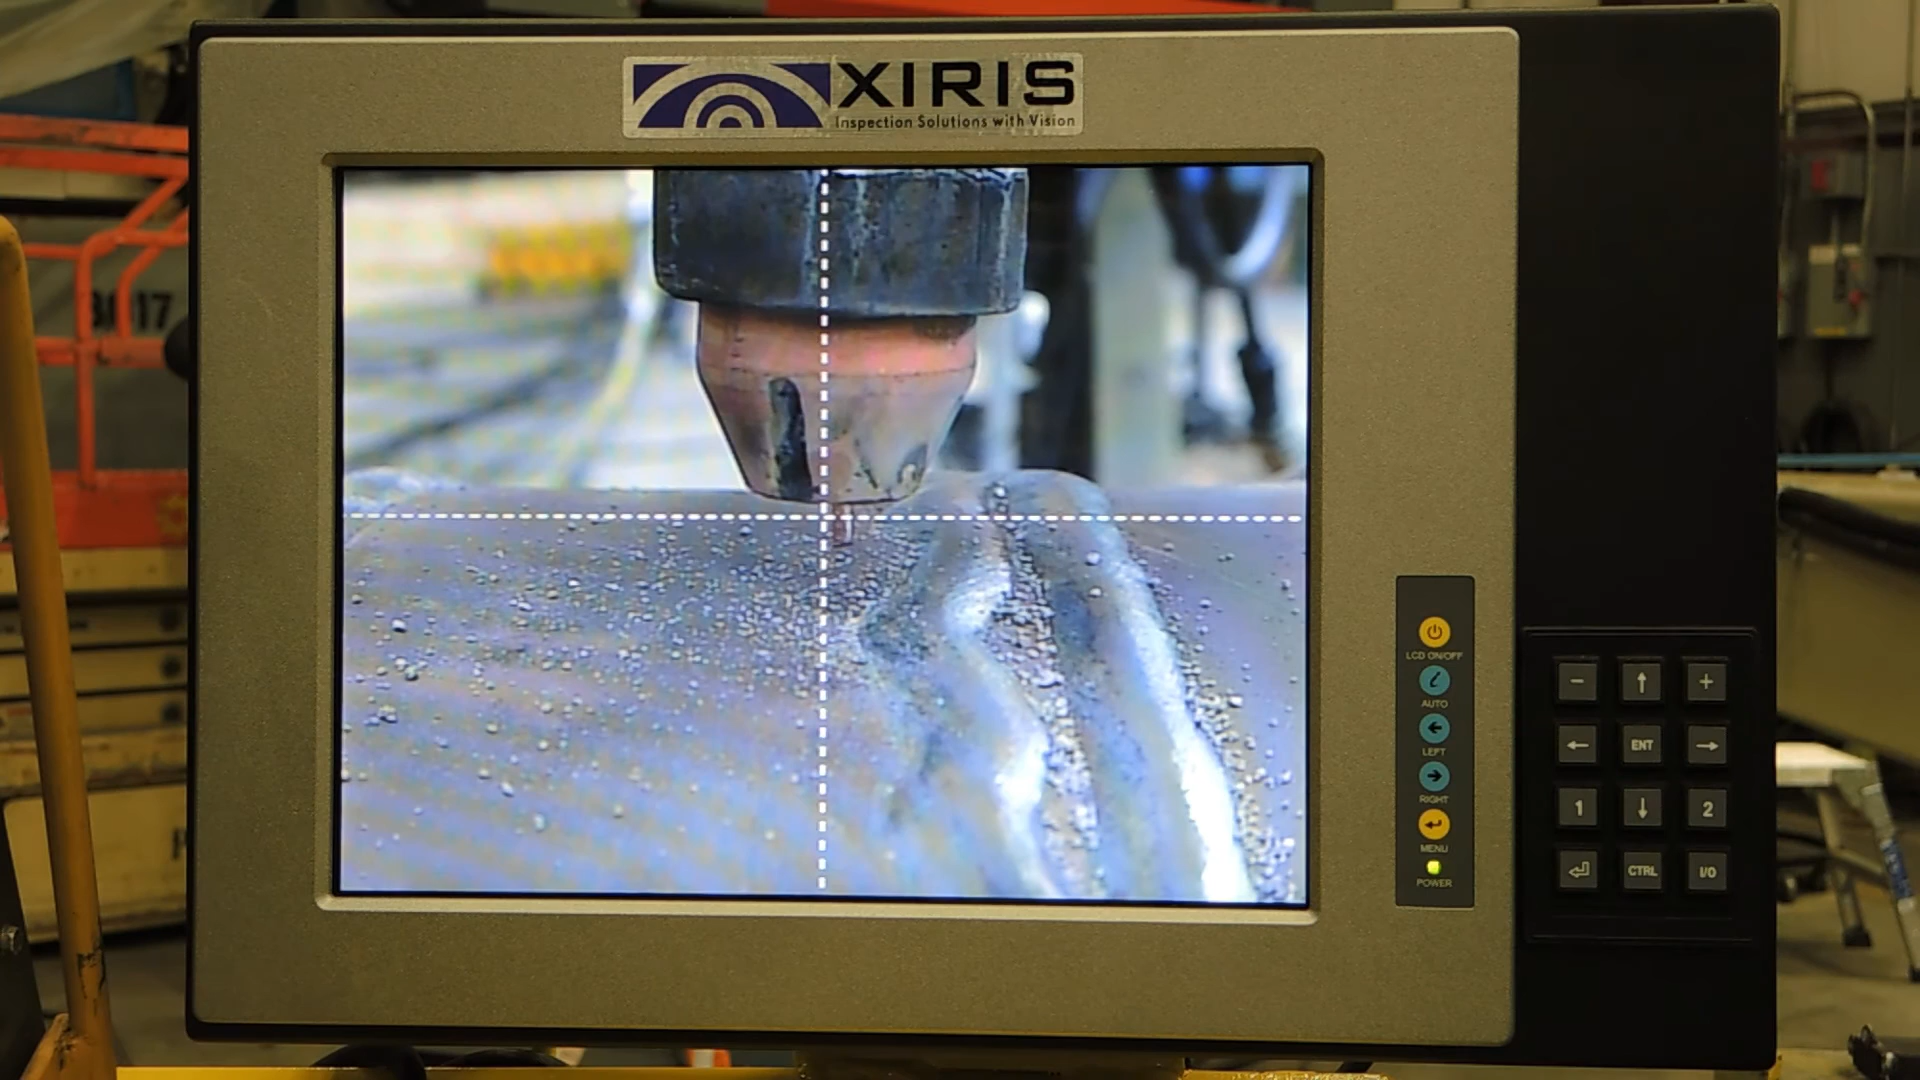 XIRIS
Inspection Solutions with Vision
LCD ON/OFF
AUTO
LEFT
RIGHT
MENU
POWER
- ↑ +
← ENT →
1 ↓ 2
CTRL I/O